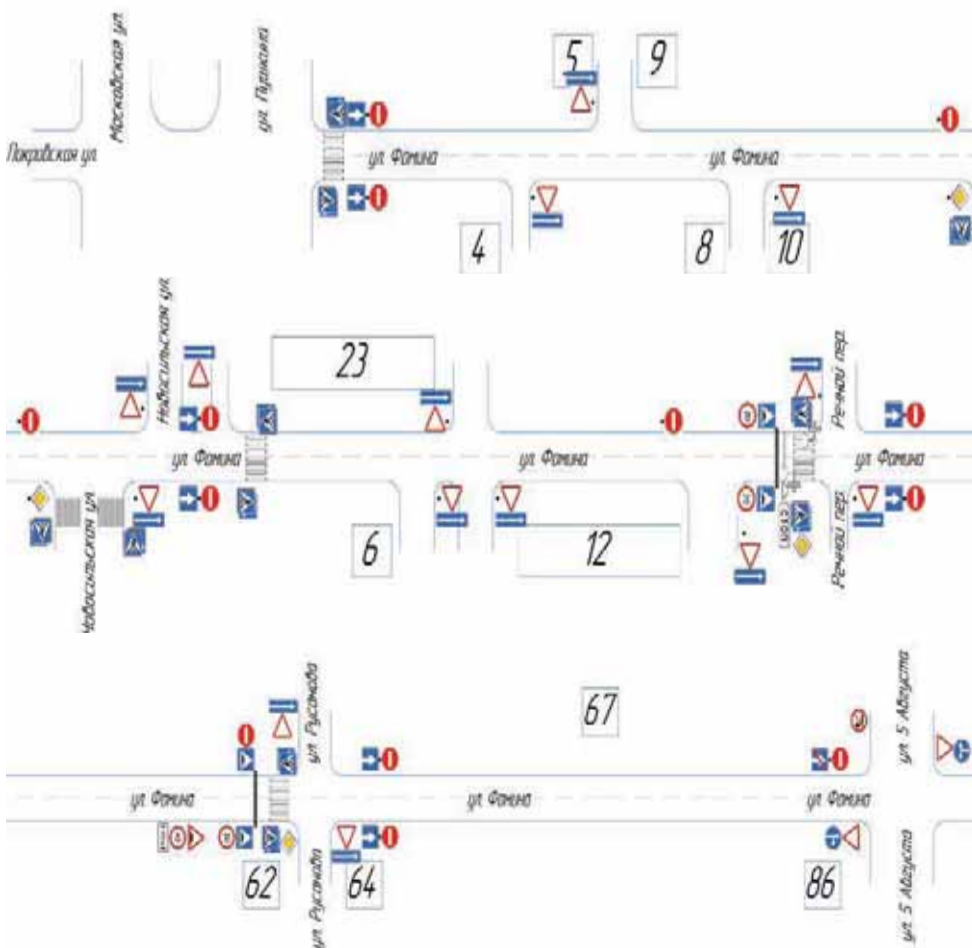 Московская ул.
ул. Пушкина
5
9
Покровская ул.
ул. Фомина
ул. Фомина
4
8
10
Новосильская ул.
23
Речной пер.
ул. Фомина
ул. Фомина
ул. Фомина
Новосильская ул.
6
12
СТОП
Речной пер.
ул. Русанова
67
ул. 5 Августа
ул. Фомина
ул. Фомина
ул. Фомина
62
64
86
ул. Русанова
ул. 5 Августа